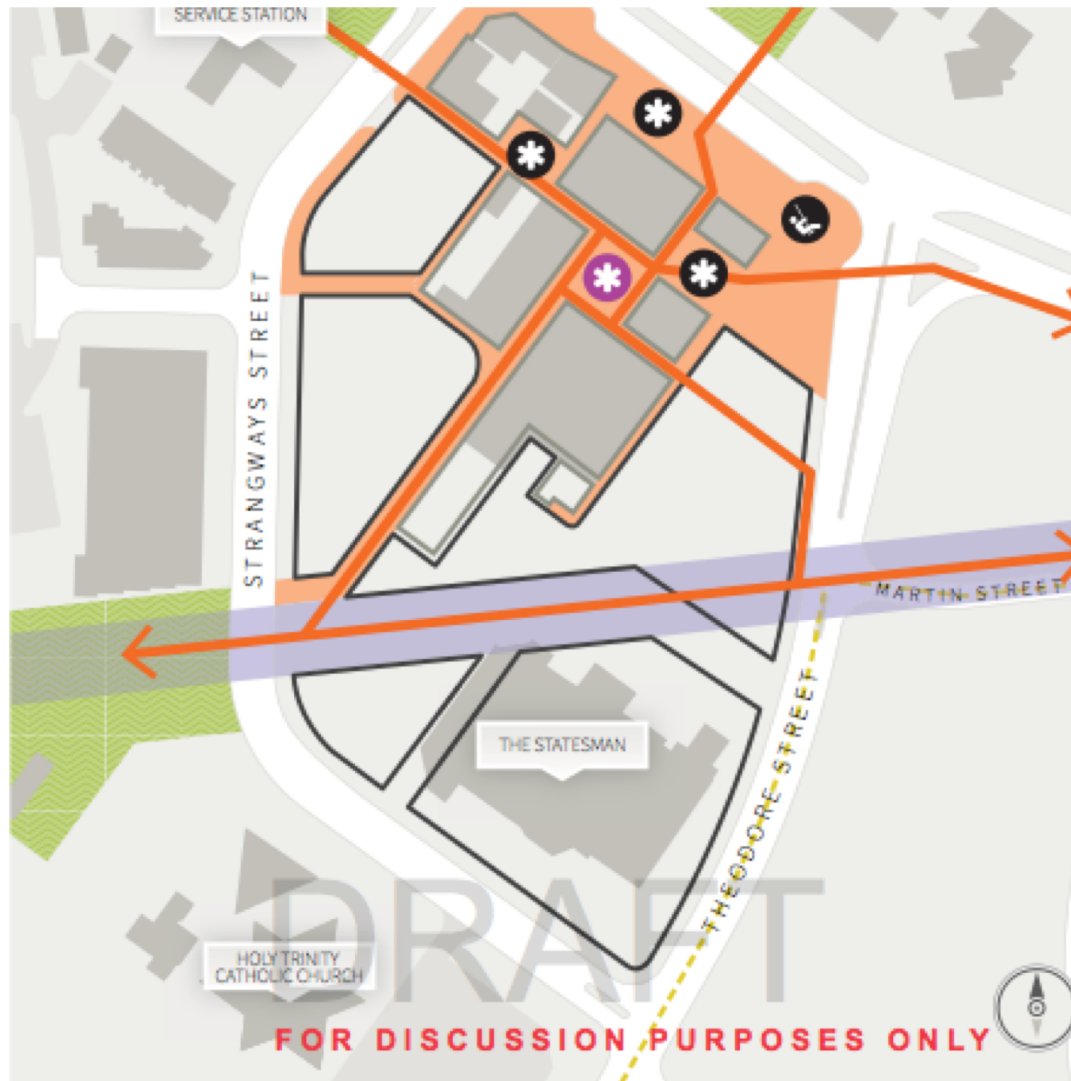 SERVICE STATION
STRANGWAYS STREET
MARTIN STREET
THE STATESMAN
THEODORE STREET
HOLY TRINITY
CATHOLIC CHURCH
DRAFT
FOR DISCUSSION PURPOSES ONLY